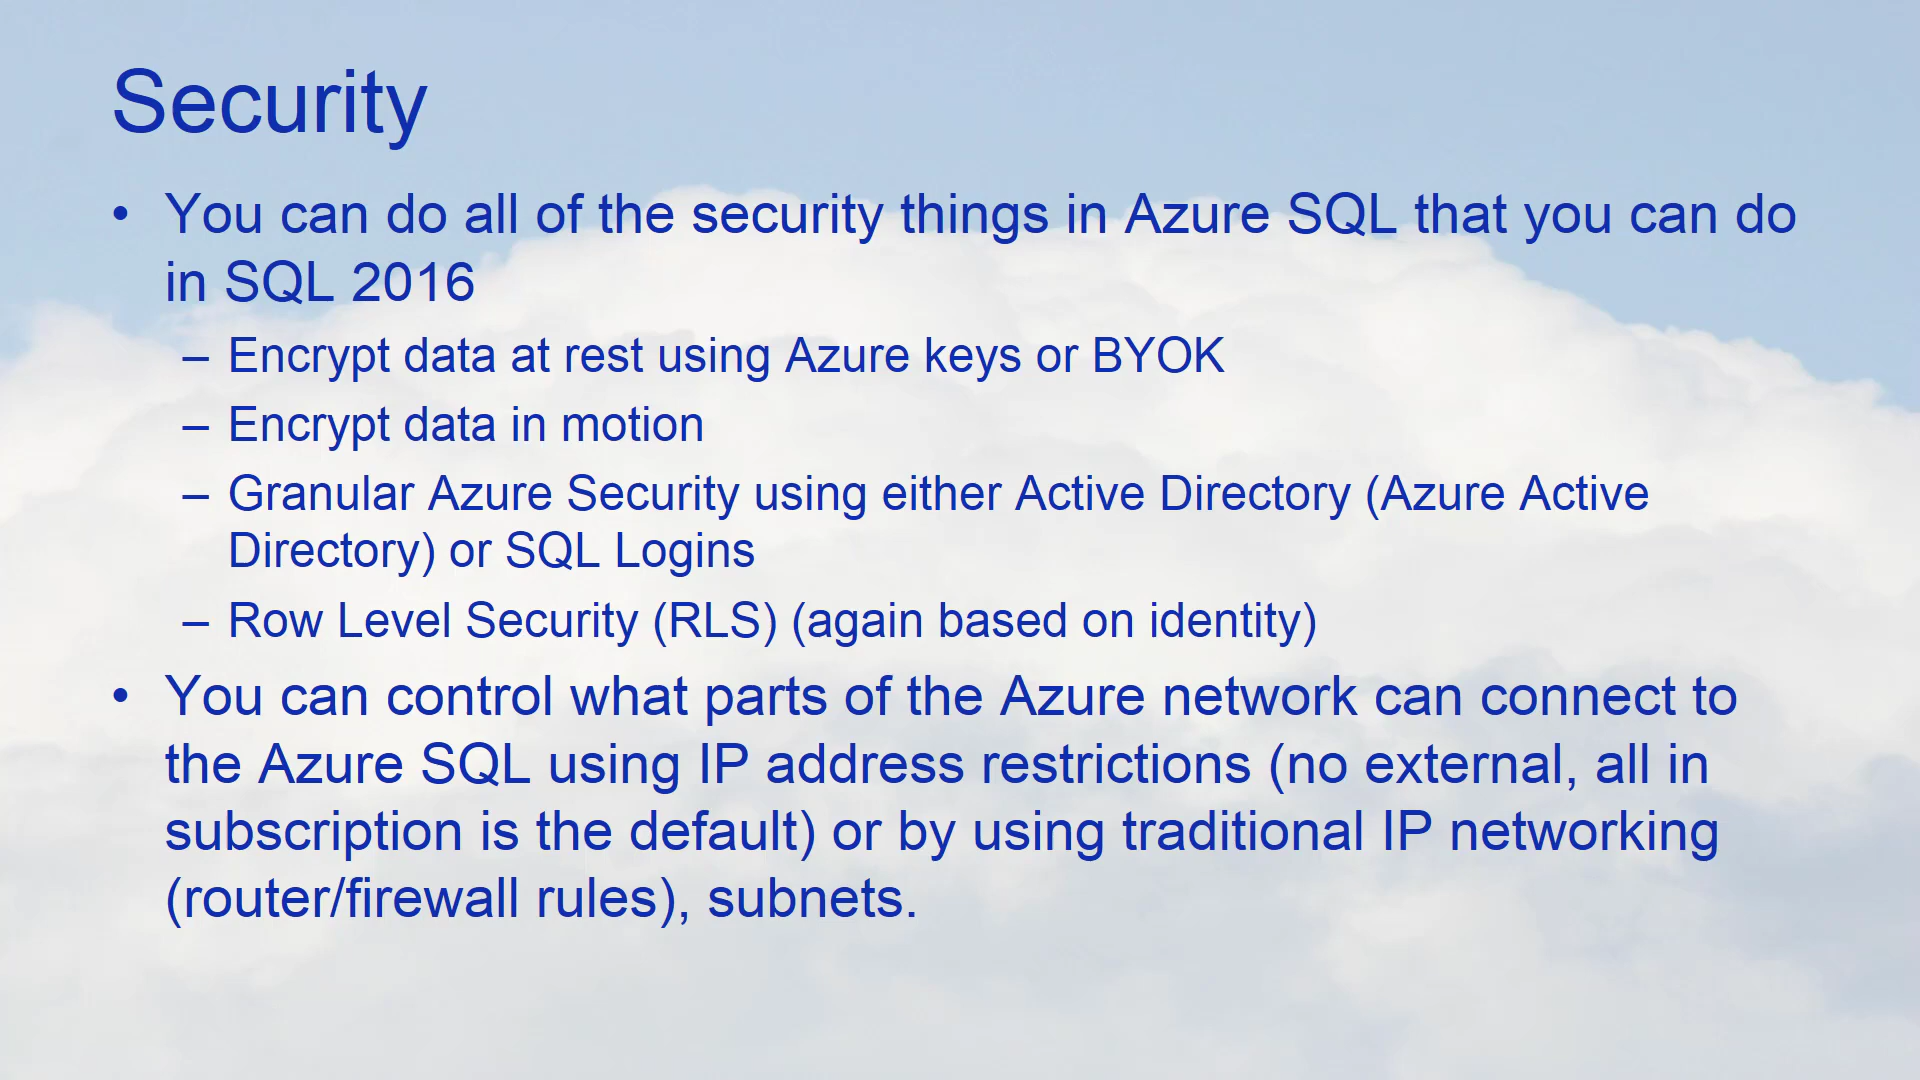 Security
• You can do all of the security things in Azure SQL that you can do
in SQL 2016
– Encrypt data at rest using Azure keys or BYOK
– Encrypt data in motion
– Granular Azure Security using either Active Directory (Azure Active
Directory) or SQL Logins
– Row Level Security (RLS) (again based on identity)
• You can control what parts of the Azure network can connect to
the Azure SQL using IP address restrictions (no external, all in
subscription is the default) or by using traditional IP networking
(router/firewall rules), subnets.